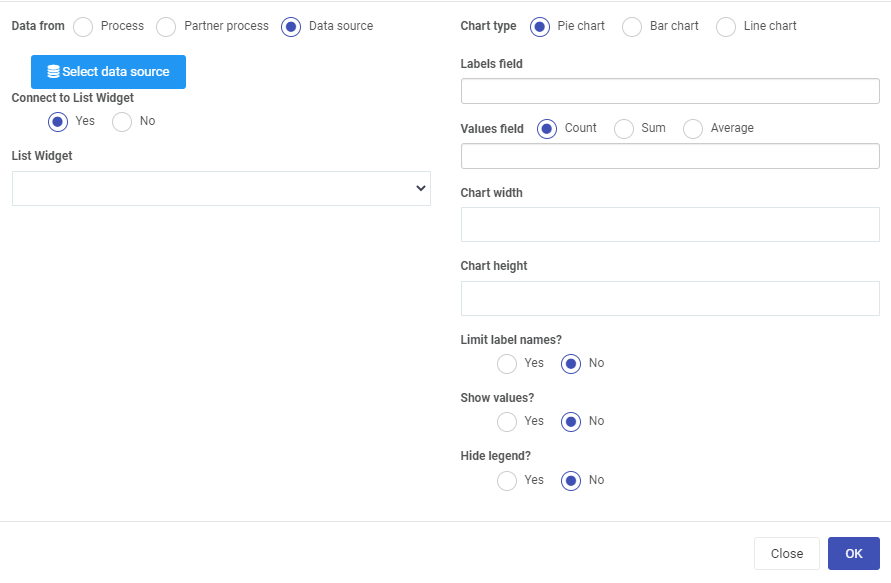 Data from Process Partner process Data source
Select data source
Connect to List Widget
Yes No
List Widget
Chart type Pie chart Bar chart Line chart
Labels field
Values field Count Sum Average
Chart width
Chart height
Limit label names?
Yes No
Show values?
Yes No
Hide legend?
Yes No
Close OK